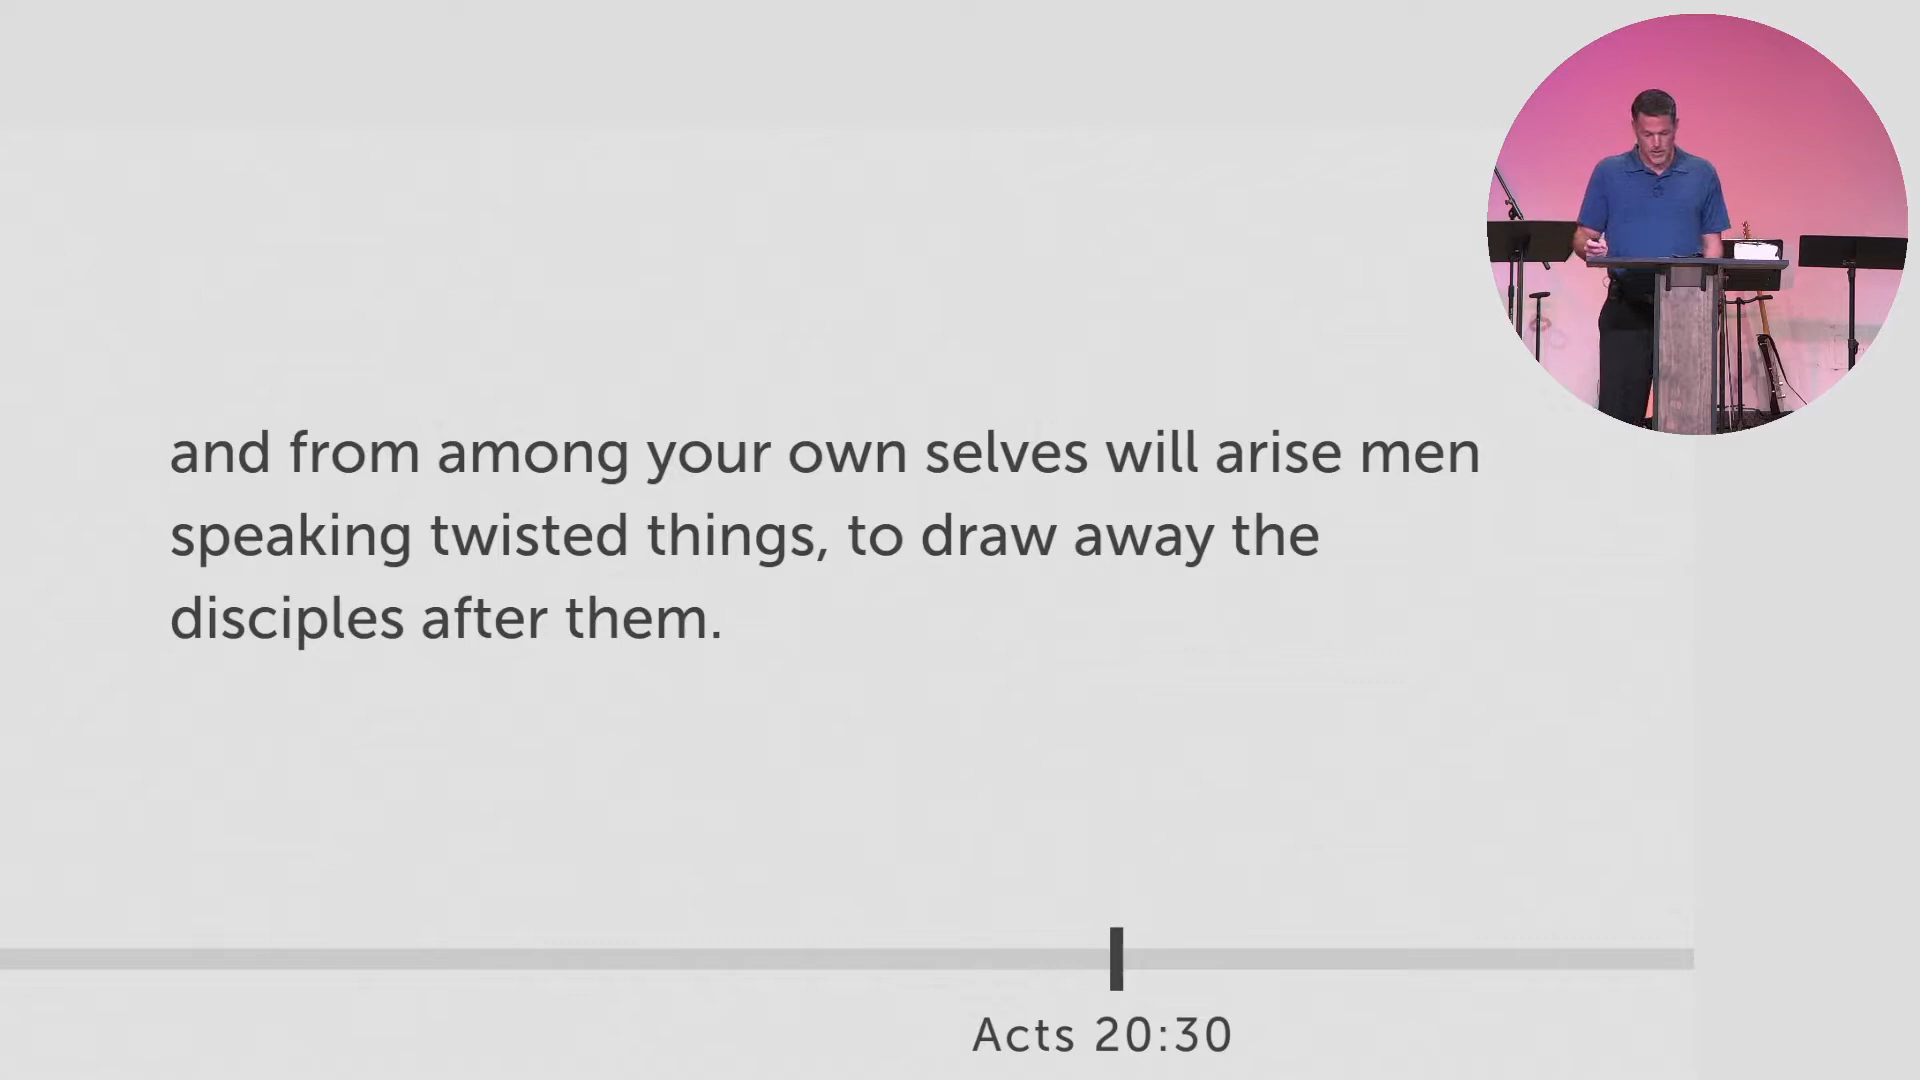 and from among your own selves will arise men
speaking twisted things, to draw away the
disciples after them.
Acts 20:30